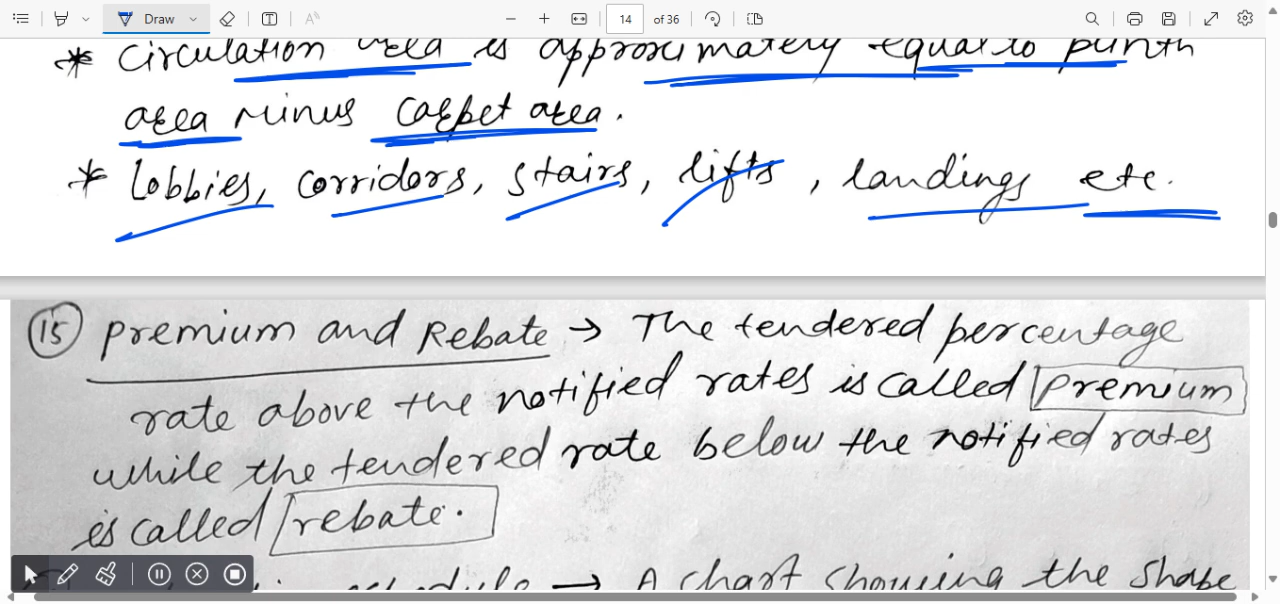 Draw
14
of 36
* Circulation area is approximately equal to plinth
area minus carpet area.
* Lobbies, corridors, stairs, lifts, landings etc.
15 Premium and Rebate → The tendered percentage
rate above the notified rates is called premium
while the tendered rate below the notified rates
is called rebate.
→ A chart showing the shape